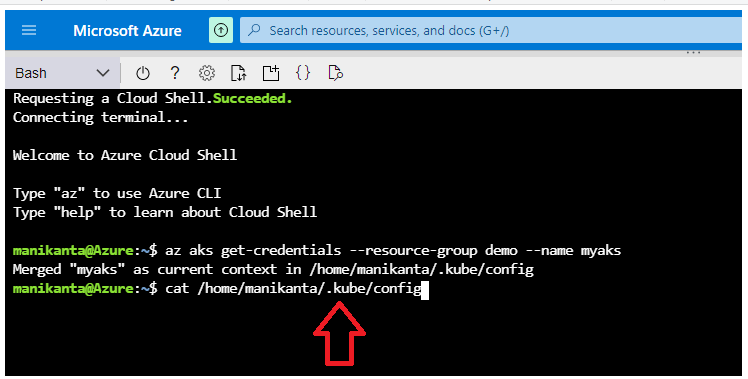 Microsoft Azure
Search resources, services, and docs (G+/)
Bash
?
{}
Requesting a Cloud Shell.Succeeded.
Connecting terminal...
Welcome to Azure Cloud Shell
Type "az" to use Azure CLI
Type "help" to learn about Cloud Shell
manikanta@Azure:~$ az aks get-credentials --resource-group demo --name myaks
Merged "myaks" as current context in /home/manikanta/.kube/config
manikanta@Azure:~$ cat /home/manikanta/.kube/config